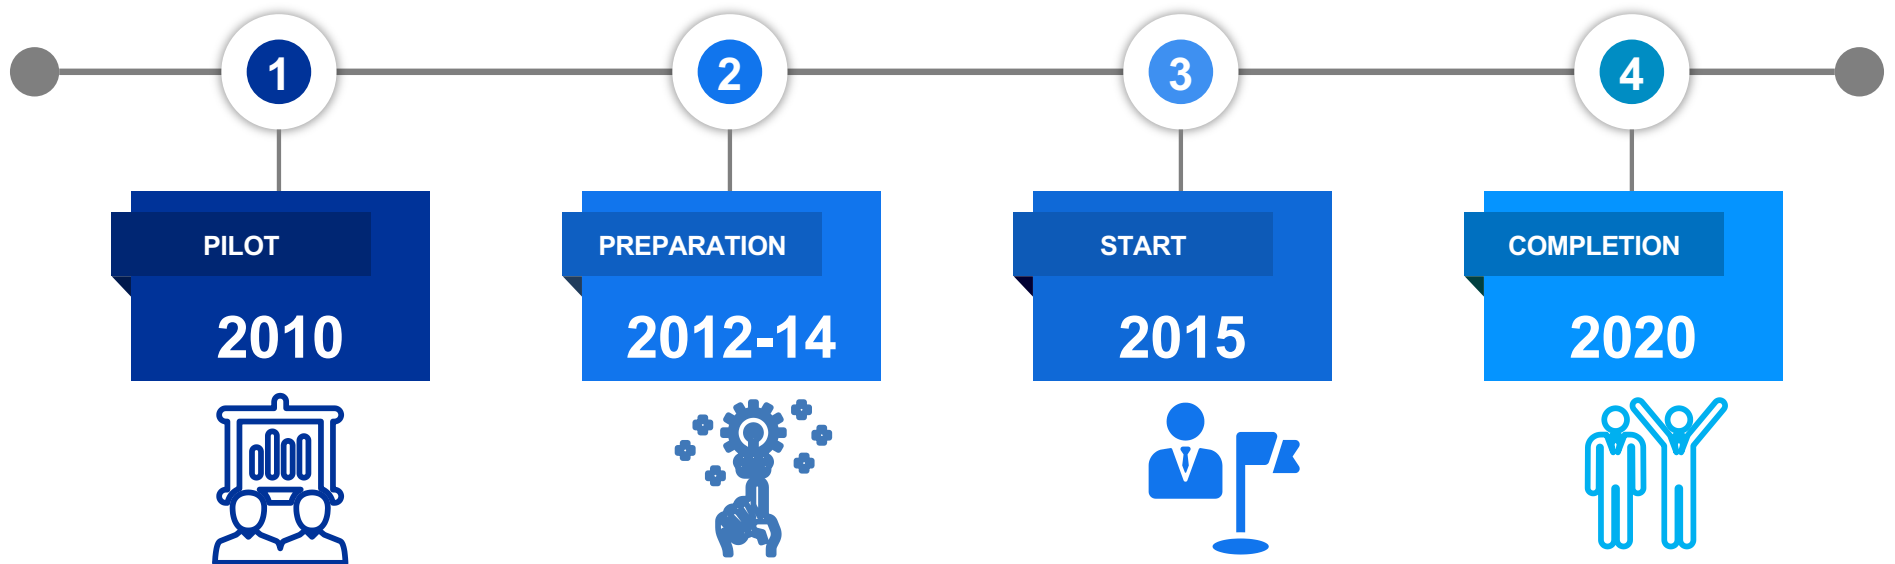 1
2
3
4
PILOT
2010
PREPARATION
2012-14
START
2015
COMPLETION
2020